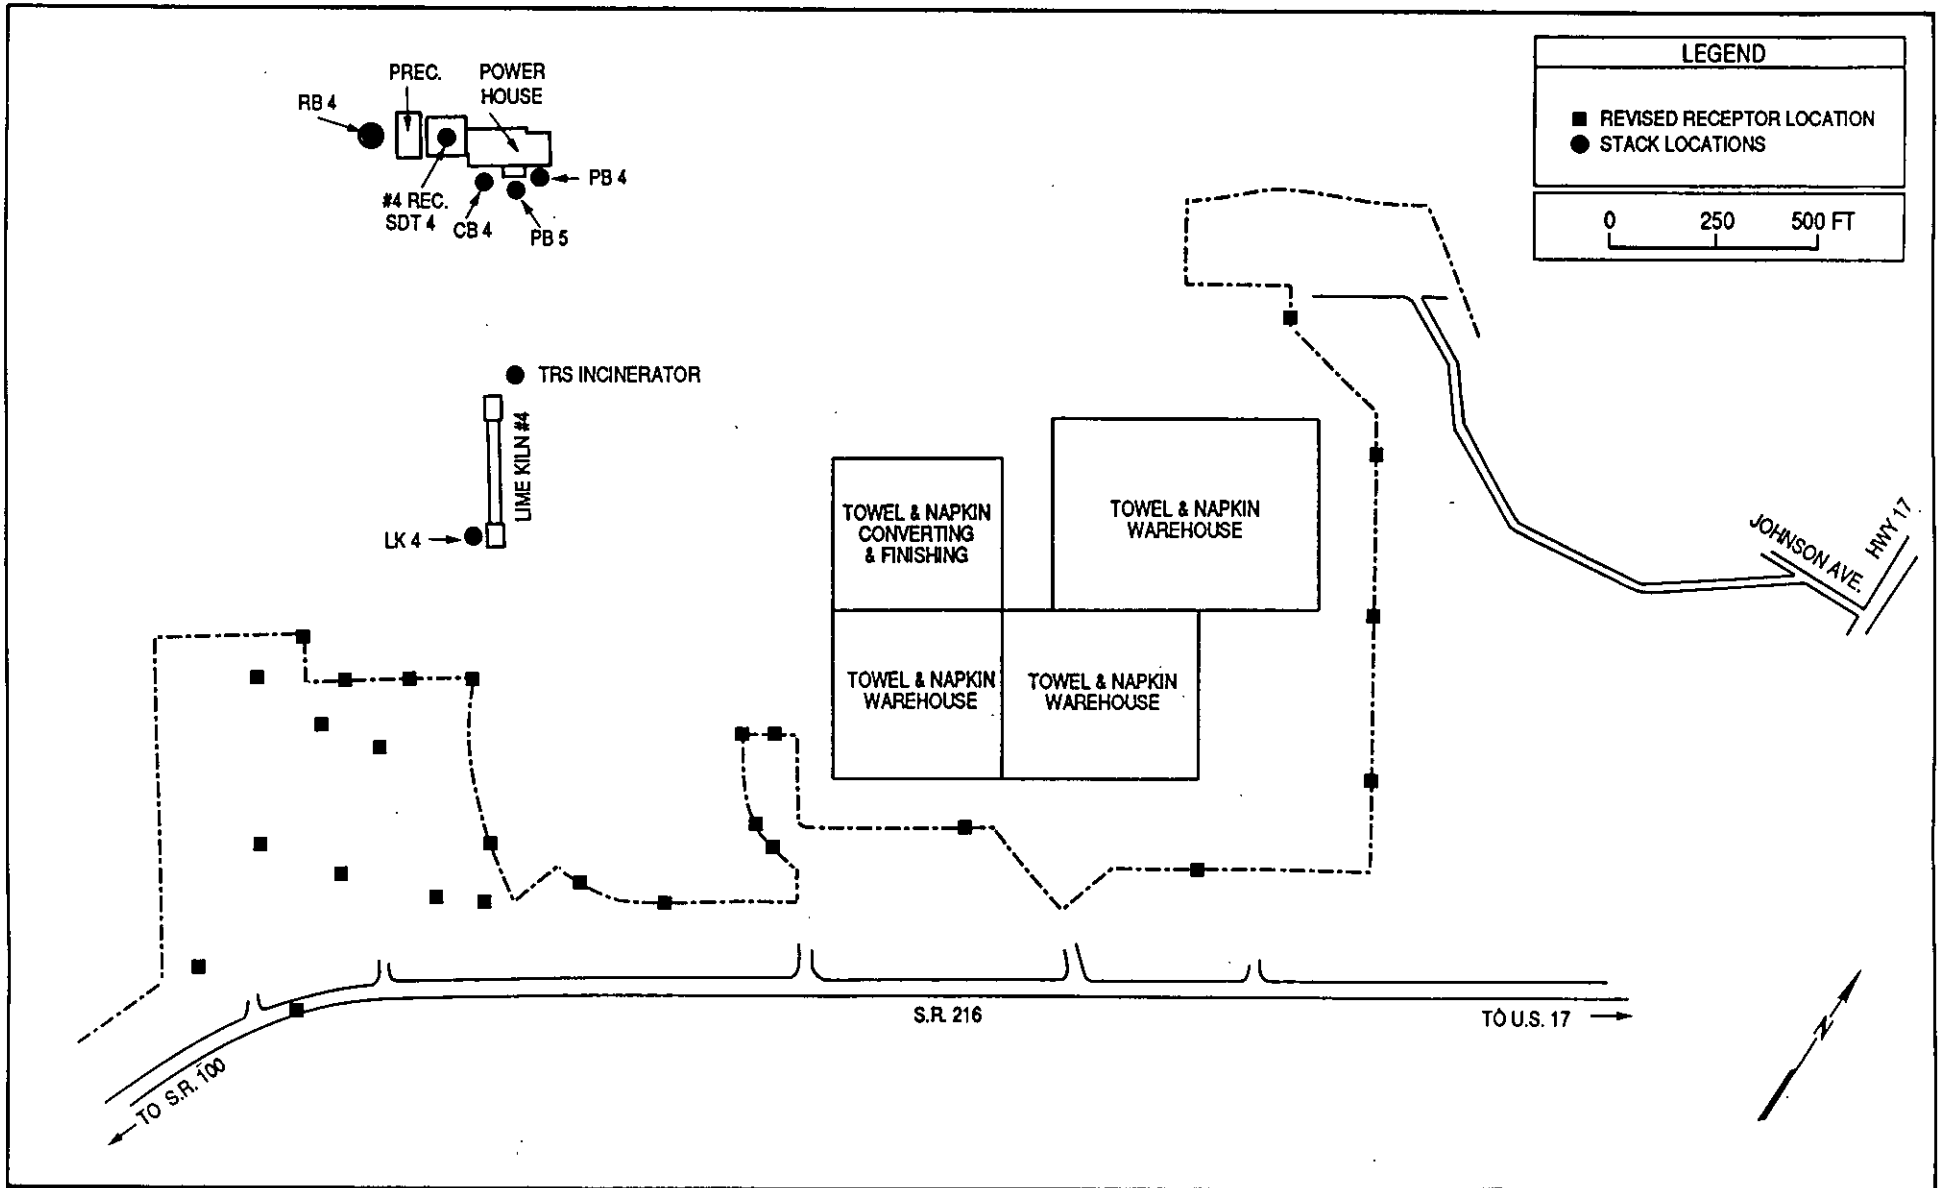 LEGEND
REVISED RECEPTOR LOCATION
STACK LOCATIONS
0 250 500 FT
PREC.
POWER
HOUSE
RB 4
PB 4
#4 REC.
SDT 4
CB 4
PB 5
TRS INCINERATOR
LIME KILN #4
LK 4
TOWEL & NAPKIN
CONVERTING
& FINISHING
TOWEL & NAPKIN
WAREHOUSE
TOWEL & NAPKIN
WAREHOUSE
TOWEL & NAPKIN
WAREHOUSE
JOHNSON AVE.
HWY 17
S.R. 216
TO U.S. 17
TO S.R. 100
N